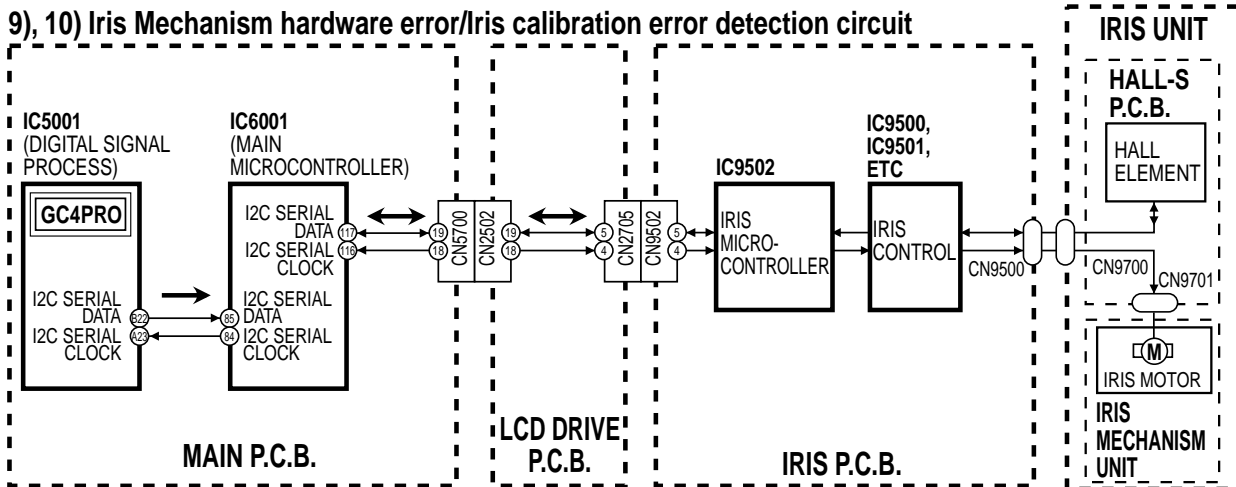 9), 10) Iris Mechanism hardware error/Iris calibration error detection circuit
IC5001
(DIGITAL SIGNAL
PROCESS)
GC4PRO
I2C SERIAL
DATA
B22
I2C SERIAL
CLOCK
A23
IC6001
(MAIN
MICROCONTROLLER)
I2C SERIAL
DATA
117
I2C SERIAL
CLOCK
116
I2C SERIAL
85
DATA
84
I2C SERIAL
CLOCK
19
18
CN5700
CN2502
19
18
MAIN P.C.B.
5
4
CN2705
CN9502
5
4
LCD DRIVE
P.C.B.
IC9502
IRIS
MICRO-
CONTROLLER
IC9500,
IC9501,
ETC
IRIS
CONTROL
CN9500
IRIS P.C.B.
IRIS UNIT
HALL-S
P.C.B.
HALL
ELEMENT
CN9700
CN9701
M
IRIS MOTOR
IRIS
MECHANISM
UNIT